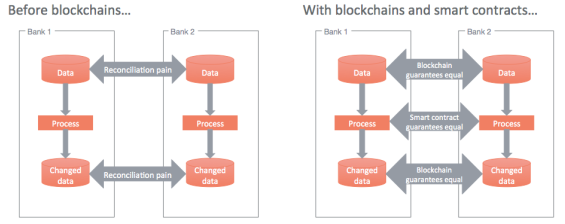 Before blockchains...
Bank 1
Bank 2
Data
Reconciliation pain
Data
Process
Process
Changed
data
Reconciliation pain
Changed
data
With blockchains and smart contracts...
Bank 1
Bank 2
Data
Blockchain
guarantees equal
Data
Process
Smart contract
guarantees equal
Process
Changed
data
Blockchain
guarantees equal
Changed
data